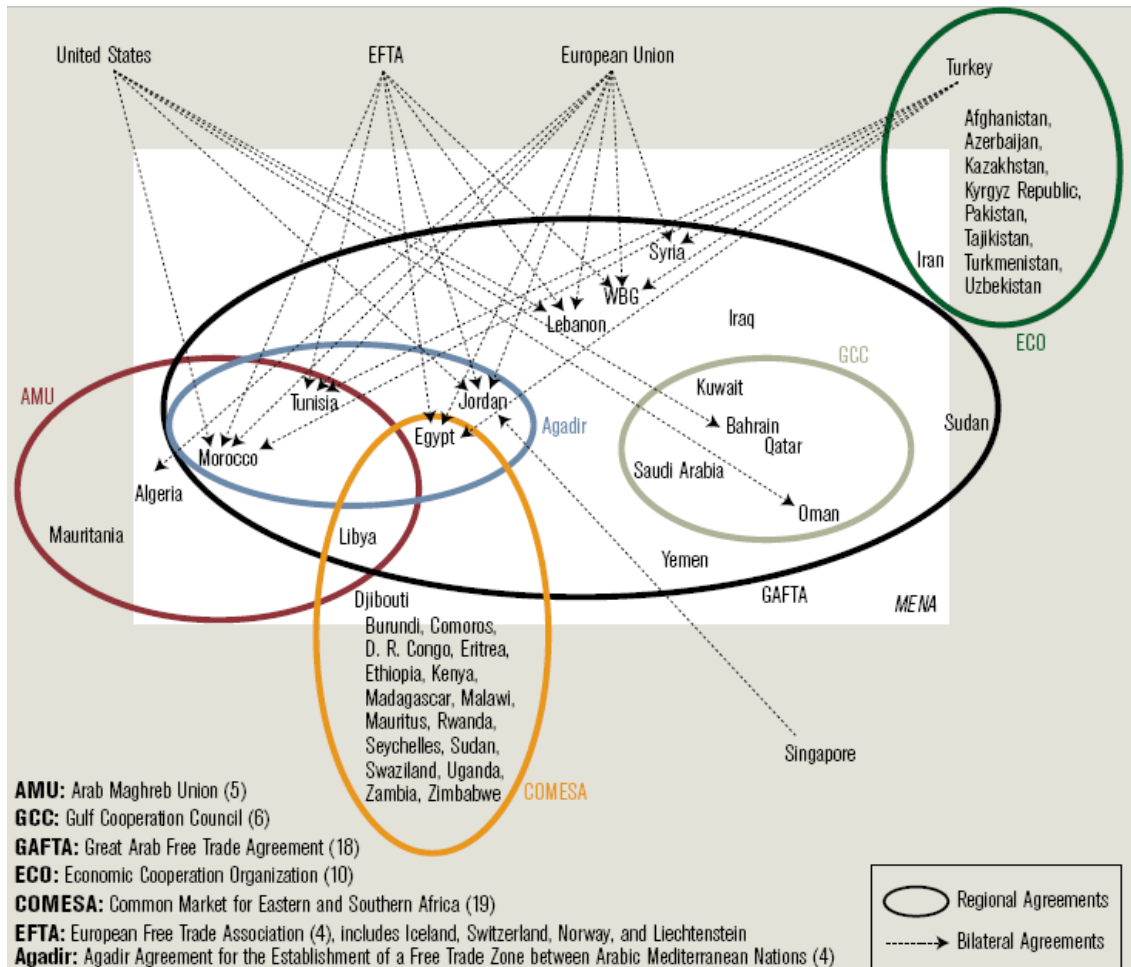 United States
EFTA
European Union
Turkey
Afghanistan,
Azerbaijan,
Kazakhstan,
Kyrgyz Republic,
Pakistan,
Tajikistan,
Turkmenistan,
Uzbekistan
Iran
ECO
Syria
WBG
Lebanon
Iraq
GCC
Kuwait
Bahrain
Qatar
Saudi Arabia
Oman
Sudan
AMU
Tunisia
Jordan
Agadir
Egypt
Morocco
Algeria
Mauritania
Libya
Yemen
GAFTA
MENA
Djibouti
Burundi, Comoros,
D. R. Congo, Eritrea,
Ethiopia, Kenya,
Madagascar, Malawi,
Mauritus, Rwanda,
Seychelles, Sudan,
Swaziland, Uganda,
Zambia, Zimbabwe
COMESA
Singapore
AMU: Arab Maghreb Union (5)
GCC: Gulf Cooperation Council (6)
GAFTA: Great Arab Free Trade Agreement (18)
ECO: Economic Cooperation Organization (10)
COMESA: Common Market for Eastern and Southern Africa (19)
EFTA: European Free Trade Association (4), includes Iceland, Switzerland, Norway, and Liechtenstein
Agadir: Agadir Agreement for the Establishment of a Free Trade Zone between Arabic Mediterranean Nations (4)
Regional Agreements
Bilateral Agreements